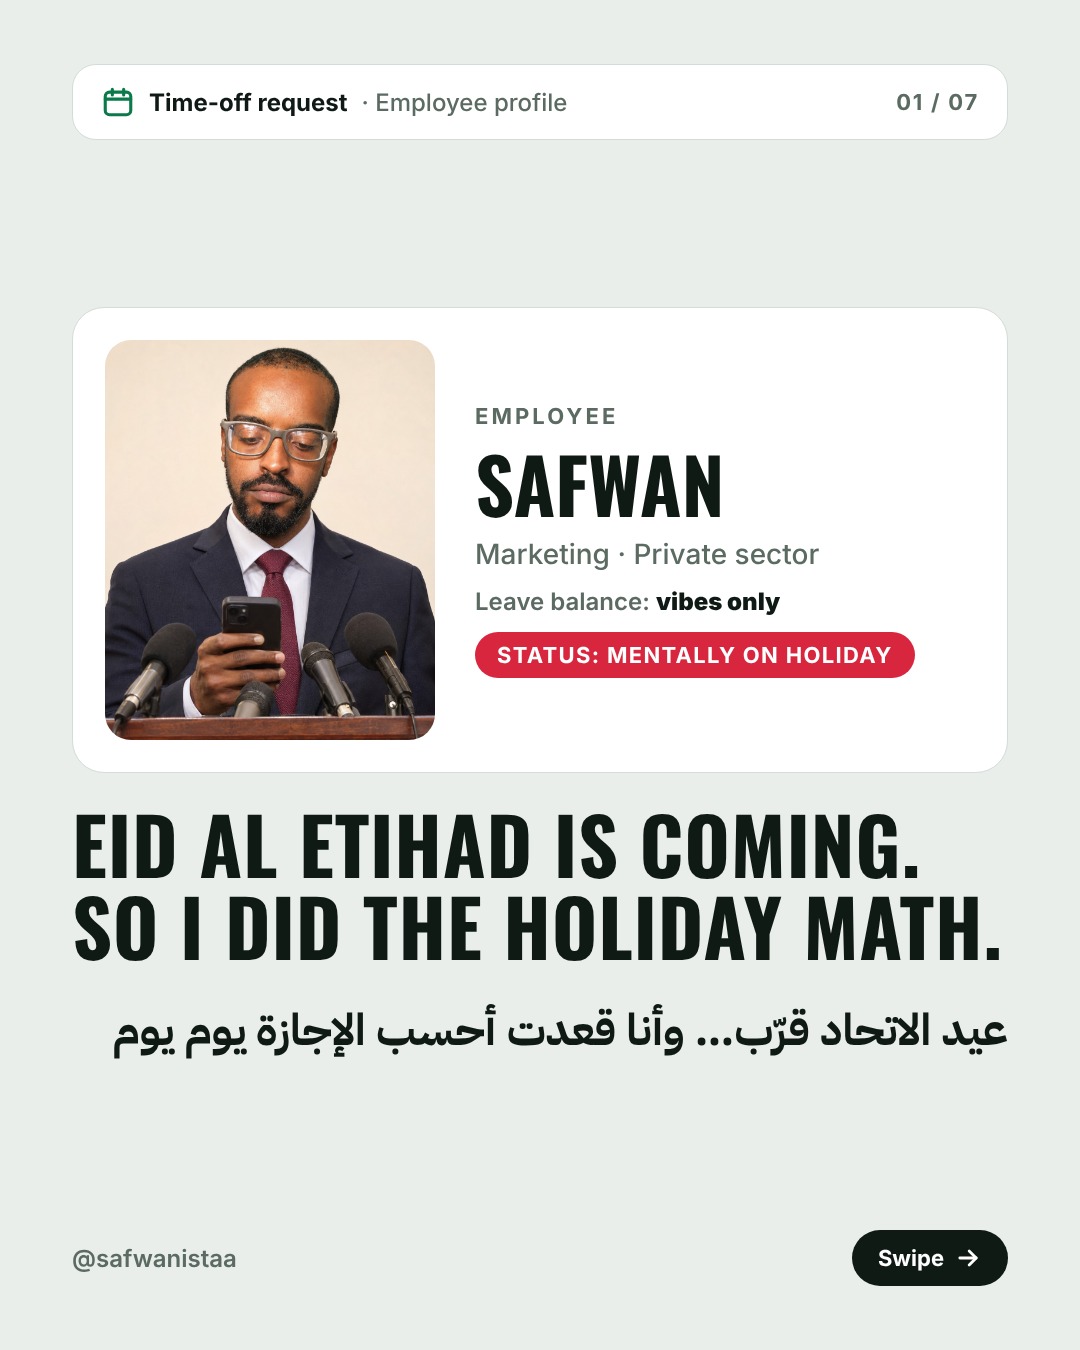 Time-off request · Employee profile
01 / 07
EMPLOYEE
SAFWAN
Marketing · Private sector
Leave balance: vibes only
STATUS: MENTALLY ON HOLIDAY
EID AL ETIHAD IS COMING.
SO I DID THE HOLIDAY MATH.
عيد الاتحاد قرّب... وأنا قعدت أحسب الإجازة يوم يوم
@safwanistaa
Swipe →